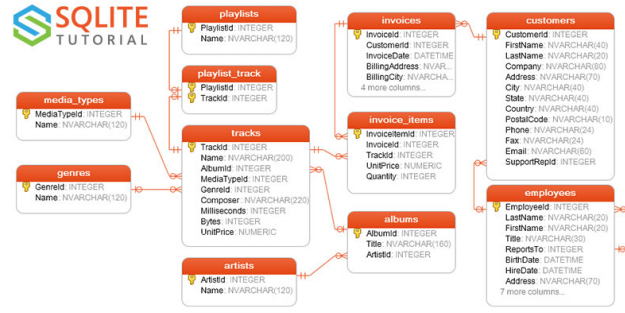 SQLITE
TUTORIAL
playlists
PlaylistId: INTEGER
Name: NVARCHAR(120)
playlist_track
PlaylistId: INTEGER
TrackId: INTEGER
media_types
MediaTypeId: INTEGER
Name: NVARCHAR(120)
genres
GenreId: INTEGER
Name: NVARCHAR(120)
tracks
TrackId: INTEGER
Name: NVARCHAR(200)
AlbumId: INTEGER
MediaTypeId: INTEGER
GenreId: INTEGER
Composer: NVARCHAR(220)
Milliseconds: INTEGER
Bytes: INTEGER
UnitPrice: NUMERIC
artists
ArtistId: INTEGER
Name: NVARCHAR(120)
invoices
InvoiceId: INTEGER
CustomerId: INTEGER
InvoiceDate: DATETIME
BillingAddress: NVAR...
BillingCity: NVARCHA...
4 more columns...
invoice_items
InvoiceItemId: INTEGER
InvoiceId: INTEGER
TrackId: INTEGER
UnitPrice: NUMERIC
Quantity: INTEGER
albums
AlbumId: INTEGER
Title: NVARCHAR(160)
ArtistId: INTEGER
customers
CustomerId: INTEGER
FirstName: NVARCHAR(40)
LastName: NVARCHAR(20)
Company: NVARCHAR(80)
Address: NVARCHAR(70)
City: NVARCHAR(40)
State: NVARCHAR(40)
Country: NVARCHAR(40)
PostalCode: NVARCHAR(10)
Phone: NVARCHAR(24)
Fax: NVARCHAR(24)
Email: NVARCHAR(60)
SupportRepId: INTEGER
employees
EmployeeId: INTEGER
LastName: NVARCHAR(20)
FirstName: NVARCHAR(20)
Title: NVARCHAR(30)
ReportsTo: INTEGER
BirthDate: DATETIME
HireDate: DATETIME
Address: NVARCHAR(70)
7 more columns...